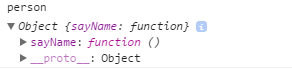 person
▼ Object {sayName: function} i
▶ sayName: function ()
▶ __proto__: Object